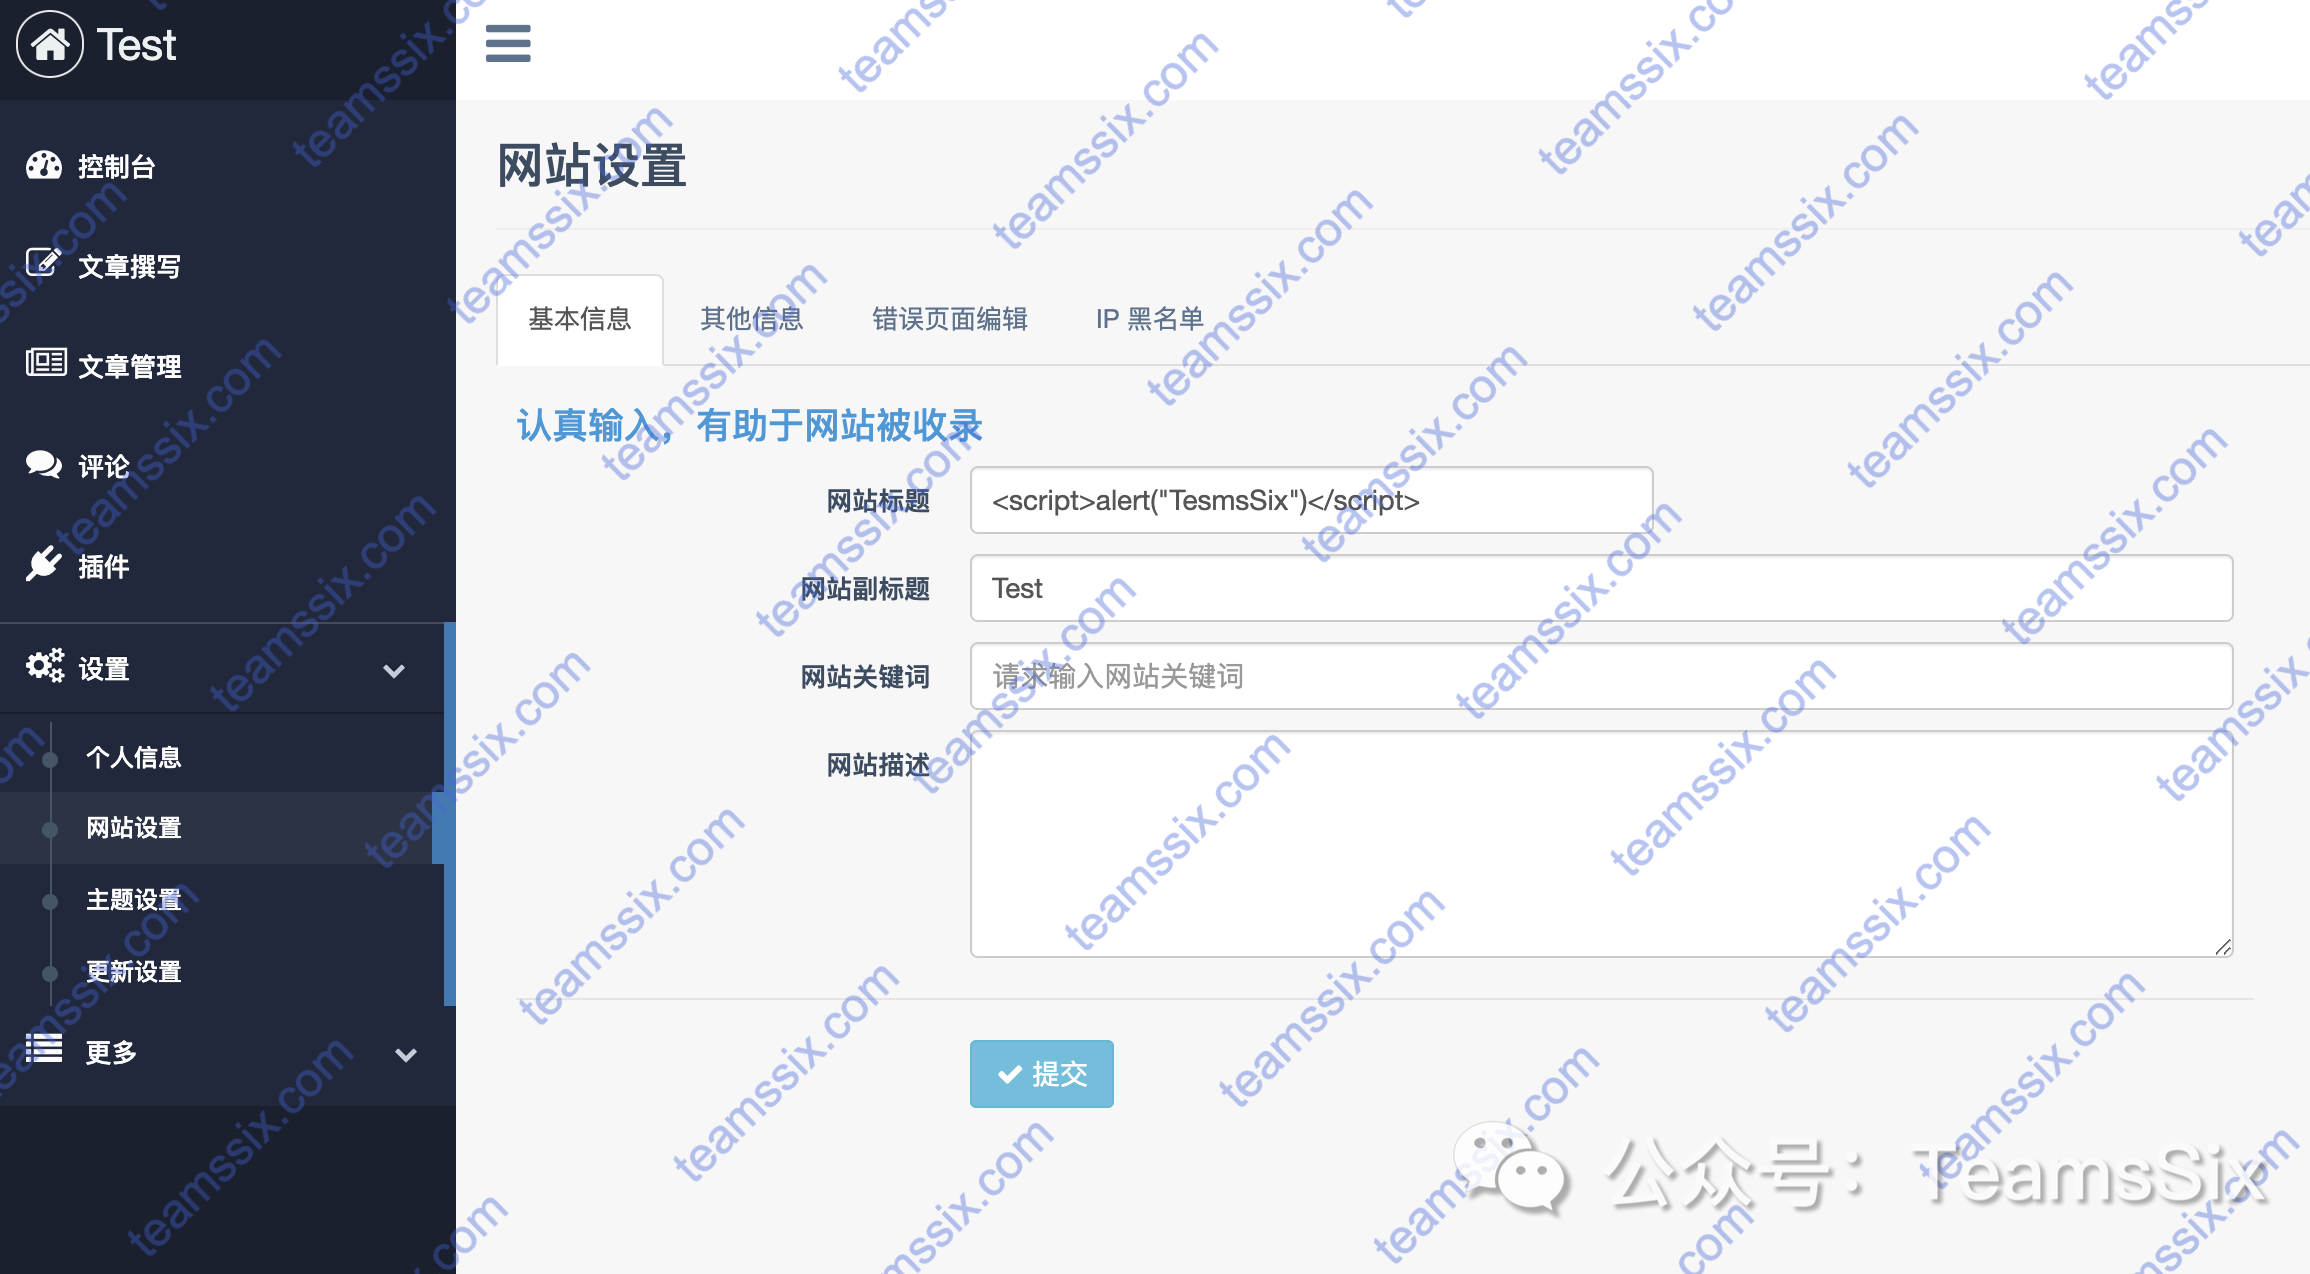 Test
控制台
文章撰写
文章管理
评论
插件
设置
个人信息
网站设置
主题设置
更新设置
更多
网站设置
基本信息
其他信息
错误页面编辑
IP 黑名单
认真输入，有助于网站被收录
网站标题
<script>alert("TesmsSix")</script>
网站副标题
Test
网站关键词
请求输入网站关键词
网站描述
提交
公众号：TeamsSix
teamssix.com